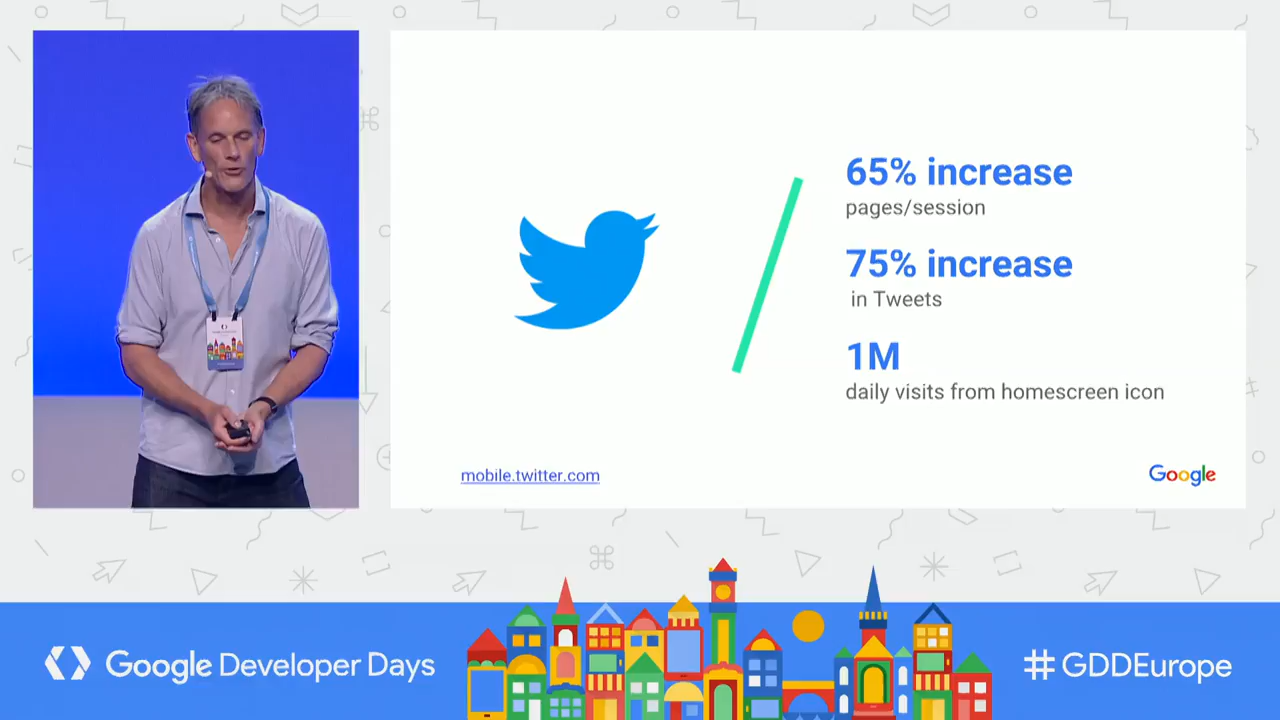 65% increase
pages/session
75% increase
in Tweets
1M
daily visits from homescreen icon
mobile.twitter.com
Google
Google Developer Days
#GDDEurope